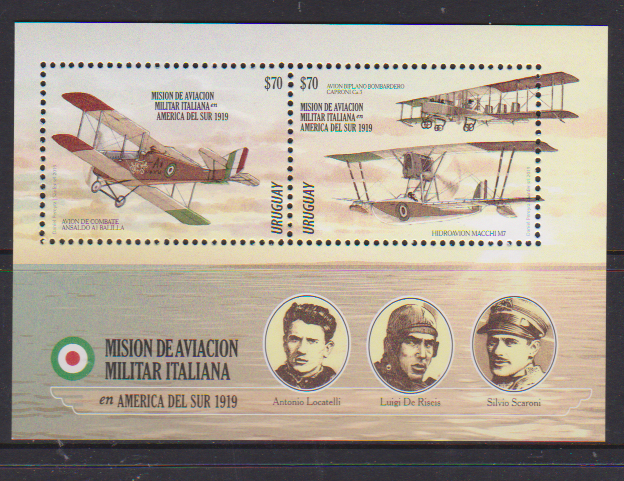 $70
MISION DE AVIACION
MILITAR ITALIANA en
AMERICA DEL SUR 1919
AVION DE COMBATE
ANSALDO A1 BALILLA
URUGUAY
$70
AVION BIPLANO BOMBARDERO
CAPRONI Ca.3
MISION DE AVIACION
MILITAR ITALIANA en
AMERICA DEL SUR 1919
HIDROAVION MACCHI M7
URUGUAY
MISION DE AVIACION
MILITAR ITALIANA
en AMERICA DEL SUR 1919
Antonio Locatelli
Luigi De Riseis
Silvio Scaroni